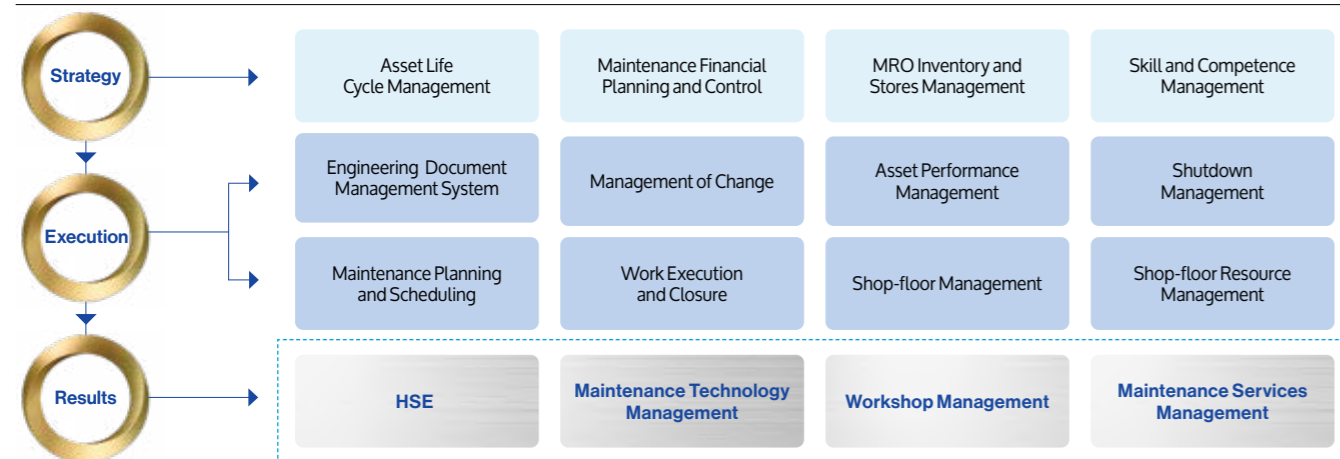 Strategy
Asset Life
Cycle Management
Maintenance Financial
Planning and Control
MRO Inventory and
Stores Management
Skill and Competence
Management
Execution
Engineering Document
Management System
Management of Change
Asset Performance
Management
Shutdown
Management
Maintenance Planning
and Scheduling
Work Execution
and Closure
Shop-floor Management
Shop-floor Resource
Management
Results
HSE
Maintenance Technology
Management
Workshop Management
Maintenance Services
Management